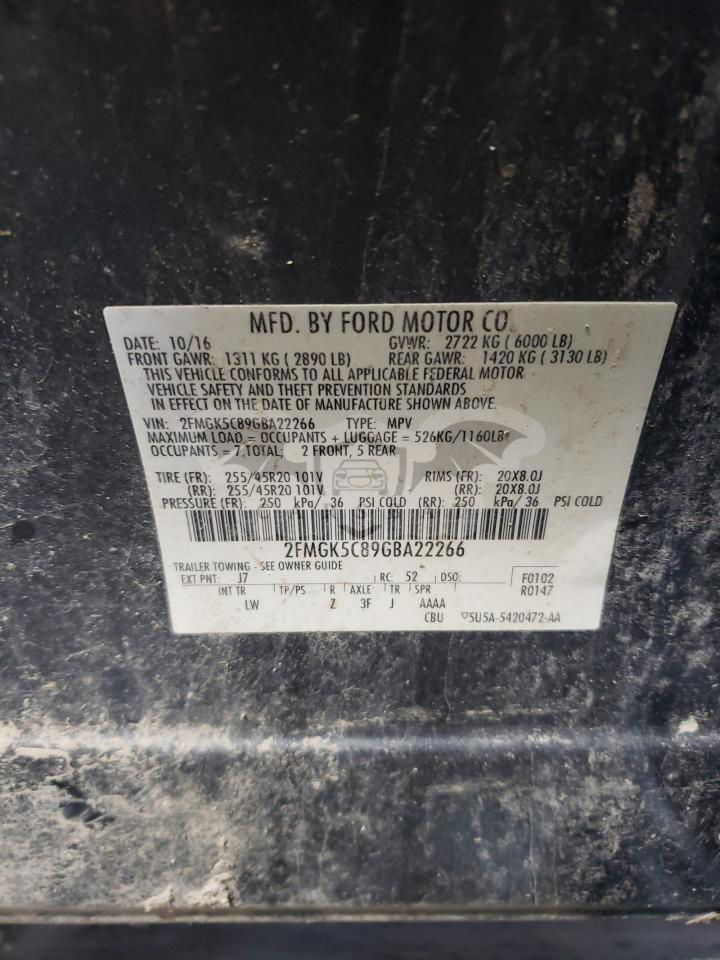 MFD. BY FORD MOTOR CO
DATE: 10/16 GVWR: 2722 KG ( 6000 LB)
FRONT GAWR: 1311 KG ( 2890 LB) REAR GAWR: 1420 KG ( 3130 LB)
THIS VEHICLE CONFORMS TO ALL APPLICABLE FEDERAL MOTOR
VEHICLE SAFETY AND THEFT PREVENTION STANDARDS
IN EFFECT ON THE DATE OF MANUFACTURE SHOWN ABOVE.
VIN: 2FMGK5C89GBA22266 TYPE: MPV
MAXIMUM LOAD = OCCUPANTS + LUGGAGE = 526KG/1160LB
OCCUPANTS = 7 TOTAL, 2 FRONT, 5 REAR
TIRE (FR): 255/45R20 101V RIMS (FR): 20X8.0J
(RR): 255/45R20 101V (RR): 20X8.0J
PRESSURE (FR): 250 kPa/ 36 PSI COLD (RR): 250 kPa/ 36 PSI COLD
2FMGK5C89GBA22266
TRAILER TOWING - SEE OWNER GUIDE
EXT PNT: J7 RC: 52 DSO: F0102
INT TR TP/PS R AXLE TR SPR R0147
LW Z 3F J AAAA
CBU ▽5U5A-5420472-AA